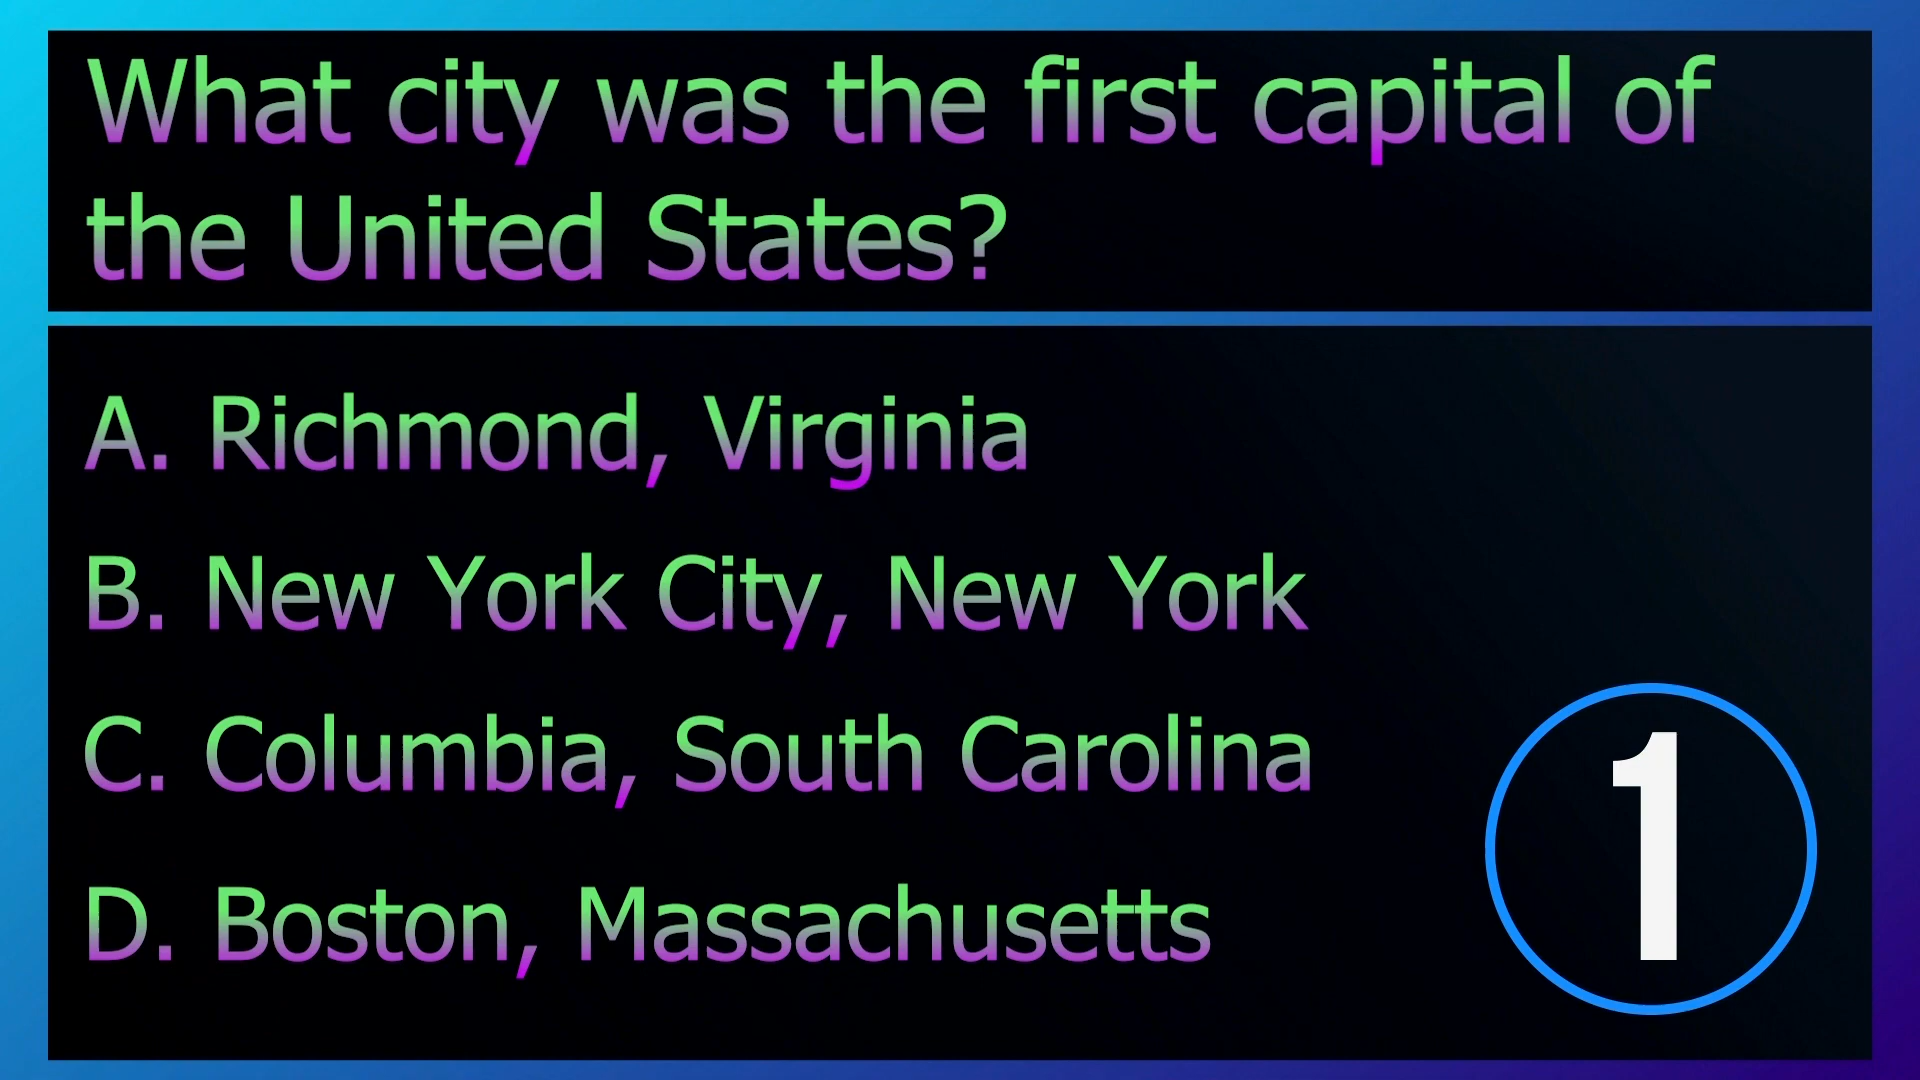 What city was the first capital of
the United States?
A. Richmond, Virginia
B. New York City, New York
C. Columbia, South Carolina
D. Boston, Massachusetts
1